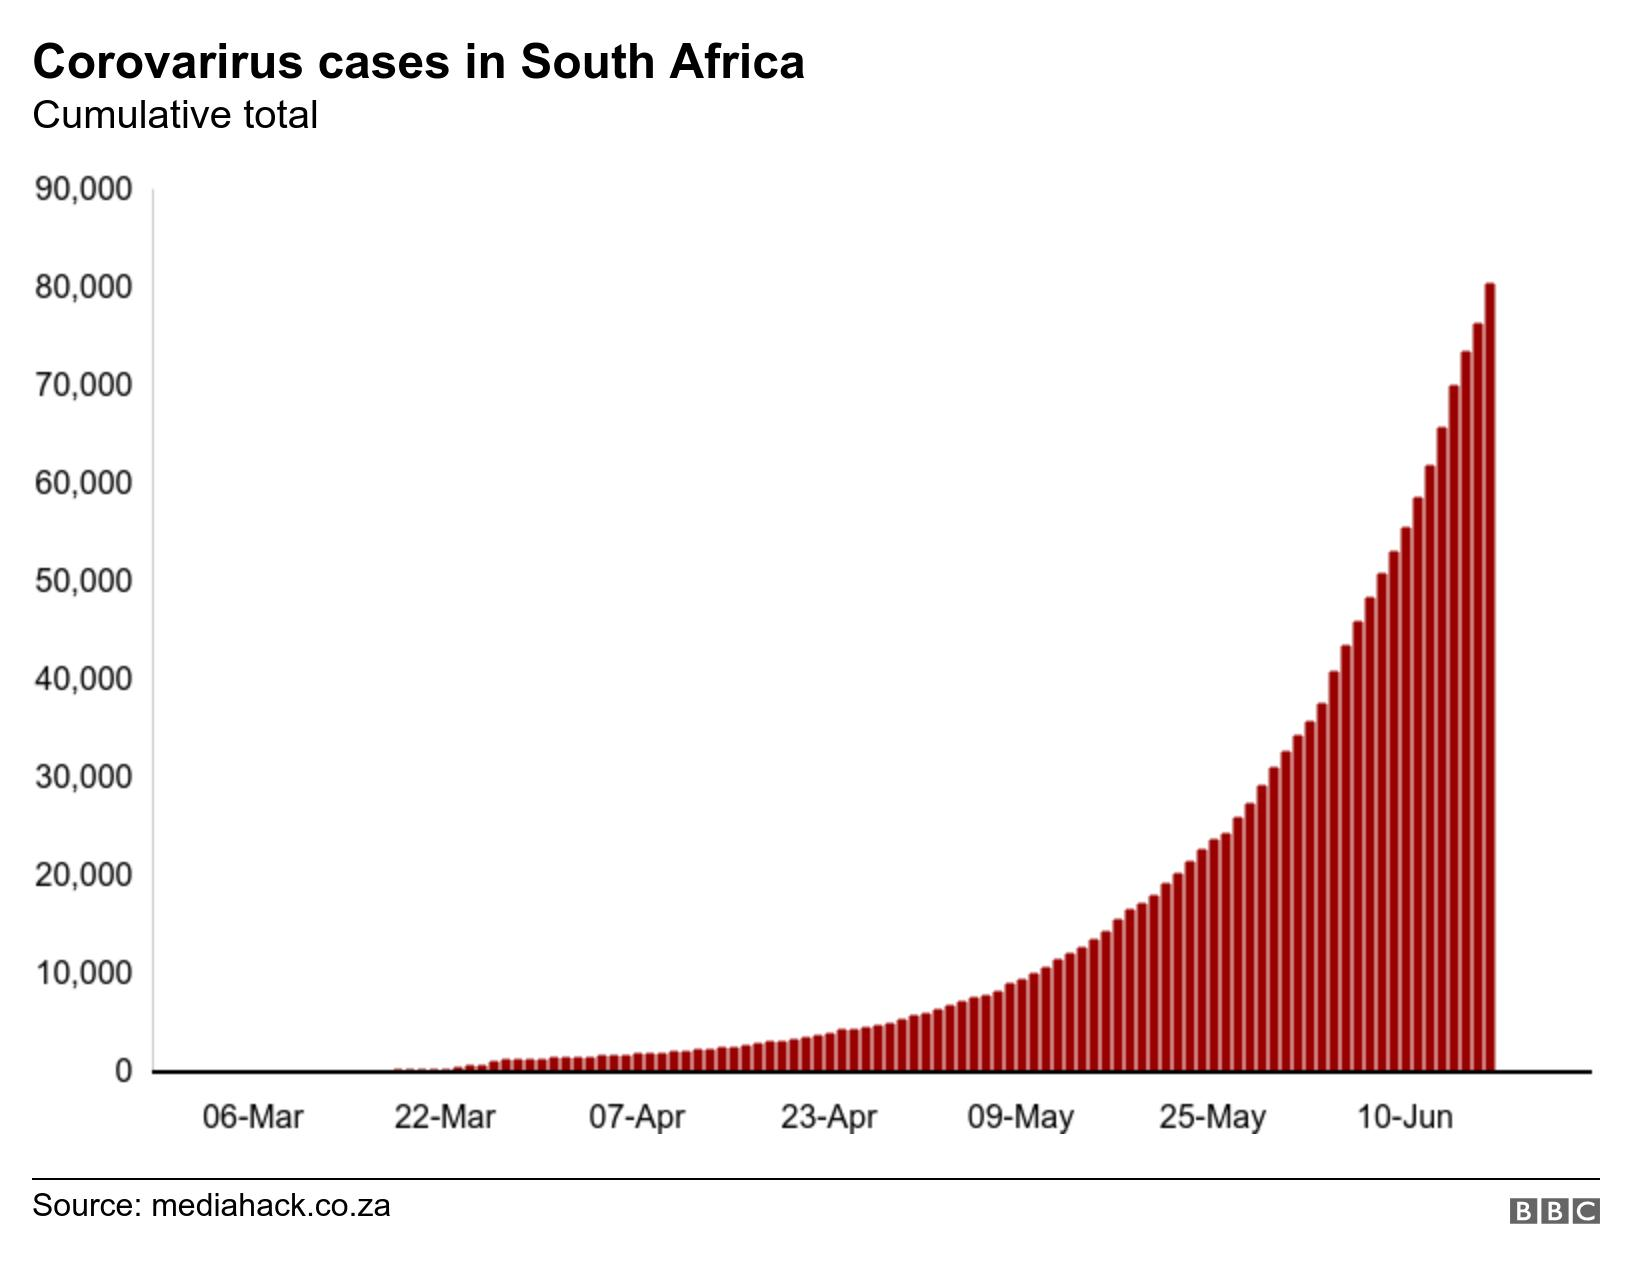 Corovarirus cases in South Africa
Cumulative total
90,000
80,000
70,000
60,000
50,000
40,000
30,000
20,000
10,000
0
06-Mar 22-Mar 07-Apr 23-Apr 09-May 25-May 10-Jun
Source: mediahack.co.za
BBC